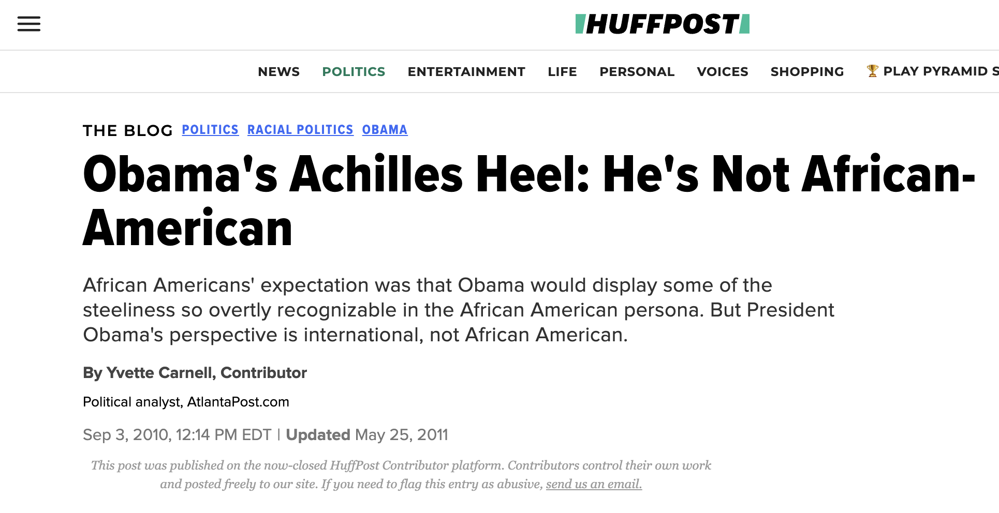 HUFFPOST
NEWS POLITICS ENTERTAINMENT LIFE PERSONAL VOICES SHOPPING 🏆 PLAY PYRAMID S
THE BLOG POLITICS RACIAL POLITICS OBAMA
Obama's Achilles Heel: He's Not African-
American
African Americans' expectation was that Obama would display some of the
steeliness so overtly recognizable in the African American persona. But President
Obama's perspective is international, not African American.
By Yvette Carnell, Contributor
Political analyst, AtlantaPost.com
Sep 3, 2010, 12:14 PM EDT | Updated May 25, 2011
This post was published on the now-closed HuffPost Contributor platform. Contributors control their own work
and posted freely to our site. If you need to flag this entry as abusive, send us an email.